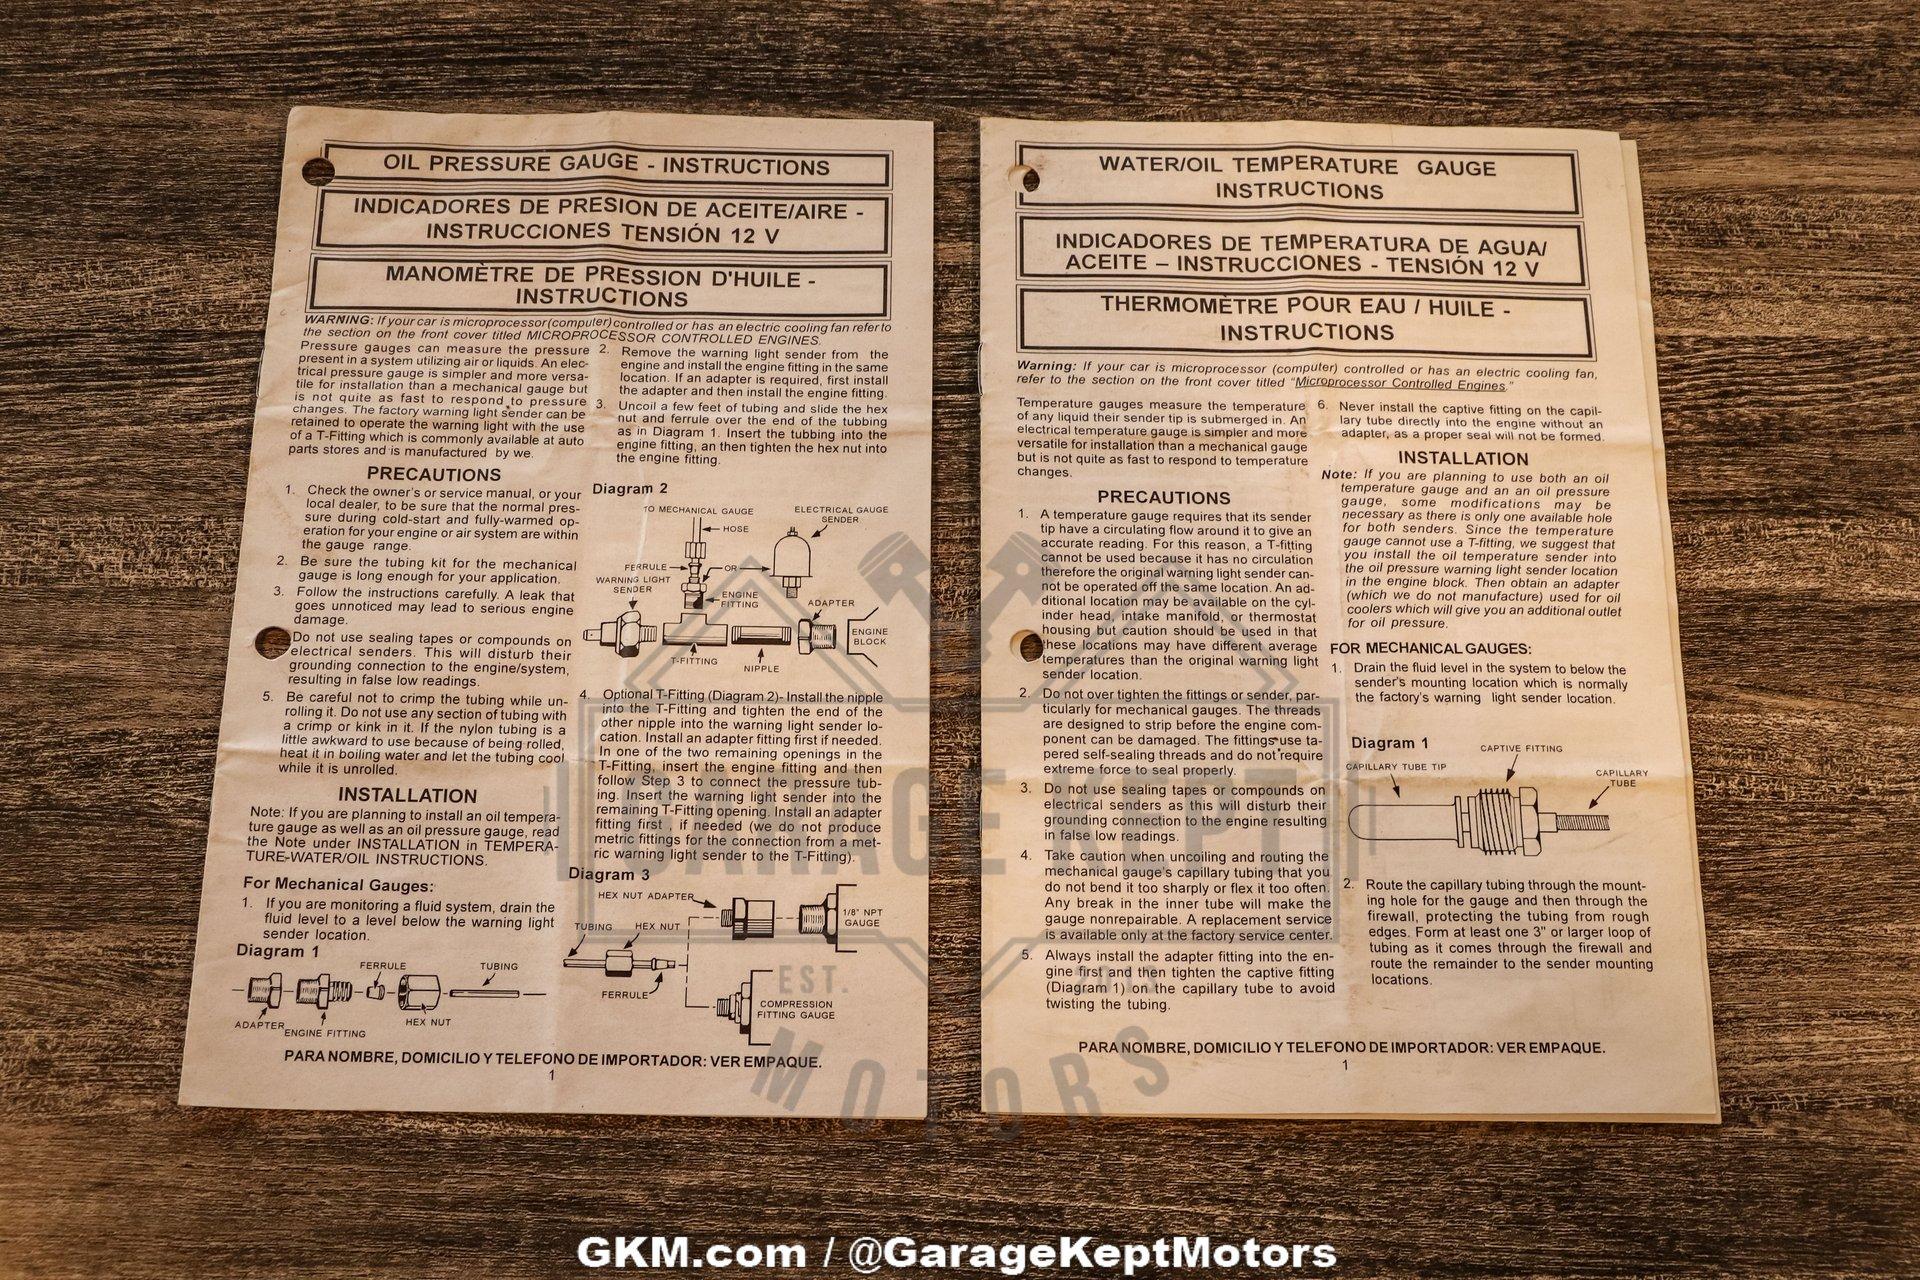 OIL PRESSURE GAUGE - INSTRUCTIONS
INDICADORES DE PRESION DE ACEITE/AIRE -
INSTRUCCIONES TENSIÓN 12 V
MANOMÈTRE DE PRESSION D'HUILE -
INSTRUCTIONS
WARNING: If your car is microprocessor (computer) controlled or has an electric cooling fan refer to
the section on the front cover titled MICROPROCESSOR CONTROLLED ENGINES.
Pressure gauges can measure the pressure
present in a system utilizing air or liquids. An elec-
trical pressure gauge is simpler and more versa-
tile for installation than a mechanical gauge but
is not quite as fast to respond to pressure
changes. The factory warning light sender can be
retained to operate the warning light with the use
of a T-Fitting which is commonly available at auto
parts stores and is manufactured by we.
PRECAUTIONS
1. Check the owner's or service manual, or your
local dealer, to be sure that the normal pres-
sure during cold-start and fully-warmed op-
eration for your engine or air system are within
the gauge range.
2. Be sure the tubing kit for the mechanical
gauge is long enough for your application.
3. Follow the instructions carefully. A leak that
goes unnoticed may lead to serious engine
damage.
Do not use sealing tapes or compounds on
electrical senders. This will disturb their
grounding connection to the engine/system,
resulting in false low readings.
5. Be careful not to crimp the tubing while un-
rolling it. Do not use any section of tubing with
a crimp or kink in it. If the nylon tubing is a
little awkward to use because of being rolled,
heat it in boiling water and let the tubing cool
while it is unrolled.
INSTALLATION
Note: If you are planning to install an oil tempera-
ture gauge as well as an oil pressure gauge, read
the Note under INSTALLATION in TEMPERA-
TURE-WATER/OIL INSTRUCTIONS.
For Mechanical Gauges:
1. If you are monitoring a fluid system, drain the
fluid level to a level below the warning light
sender location.
Diagram 1
FERRULE
TUBING
ADAPTER
ENGINE FITTING
HEX NUT
2. Remove the warning light sender from the
engine and install the engine fitting in the same
location. If an adapter is required, first install
the adapter and then install the engine fitting.
3. Uncoil a few feet of tubing and slide the hex
nut and ferrule over the end of the tubbing
as in Diagram 1. Insert the tubbing into the
engine fitting, an then tighten the hex nut into
the engine fitting.
Diagram 2
TO MECHANICAL GAUGE
ELECTRICAL GAUGE
SENDER
HOSE
FERRULE
OR
WARNING LIGHT
SENDER
ENGINE
FITTING
ADAPTER
ENGINE
BLOCK
T-FITTING
NIPPLE
4. Optional T-Fitting (Diagram 2)- Install the nipple
into the T-Fitting and tighten the end of the
other nipple into the warning light sender lo-
cation. Install an adapter fitting first if needed.
In one of the two remaining openings in the
T-Fitting, insert the engine fitting and then
follow Step 3 to connect the pressure tub-
ing. Insert the warning light sender into the
remaining T-Fitting opening. Install an adapter
fitting first , if needed (we do not produce
metric fittings for the connection from a met-
ric warning light sender to the T-Fitting).
Diagram 3
HEX NUT ADAPTER
1/8" NPT
GAUGE
TUBING
HEX NUT
FERRULE
COMPRESSION
FITTING GAUGE
PARA NOMBRE, DOMICILIO Y TELEFONO DE IMPORTADOR: VER EMPAQUE.
1
WATER/OIL TEMPERATURE GAUGE
INSTRUCTIONS
INDICADORES DE TEMPERATURA DE AGUA/
ACEITE – INSTRUCCIONES - TENSIÓN 12 V
THERMOMÈTRE POUR EAU / HUILE -
INSTRUCTIONS
Warning: If your car is microprocessor (computer) controlled or has an electric cooling fan,
refer to the section on the front cover titled "Microprocessor Controlled Engines."
Temperature gauges measure the temperature
of any liquid their sender tip is submerged in. An
electrical temperature gauge is simpler and more
versatile for installation than a mechanical gauge
but is not quite as fast to respond to temperature
changes.
PRECAUTIONS
1. A temperature gauge requires that its sender
tip have a circulating flow around it to give an
accurate reading. For this reason, a T-fitting
cannot be used because it has no circulation
therefore the original warning light sender can-
not be operated off the same location. An ad-
ditional location may be available on the cyl-
inder head, intake manifold or thermostat
housing but caution should be used in that
these locations may have different average
temperatures than the original warning light
sender location.
2. Do not over tighten the fittings or sender, par-
ticularly for mechanical gauges. The threads
are designed to strip before the engine com-
ponent can be damaged. The fittings use ta-
pered self-sealing threads and do not require
extreme force to seal properly.
3. Do not use sealing tapes or compounds on
electrical senders as this will disturb their
grounding connection to the engine resulting
in false low readings.
4. Take caution when uncoiling and routing the
mechanical gauge's capillary tubing that you
do not bend it too sharply or flex it too often.
Any break in the inner tube will make the
gauge nonrepairable. A replacement service
is available only at the factory service center.
5. Always install the adapter fitting into the en-
gine first and then tighten the captive fitting
(Diagram 1) on the capillary tube to avoid
twisting the tubing.
6. Never install the captive fitting on the capil-
lary tube directly into the engine without an
adapter, as a proper seal will not be formed.
INSTALLATION
Note: If you are planning to use both an oil
temperature gauge and an an oil pressure
gauge, some modifications may be
necessary as there is only one available hole
for both senders. Since the temperature
gauge cannot use a T-fitting, we suggest that
you install the oil temperature sender into
the oil pressure warning light sender location
in the engine block. Then obtain an adapter
(which we do not manufacture) used for oil
coolers which will give you an additional outlet
for oil pressure.
FOR MECHANICAL GAUGES:
1. Drain the fluid level in the system to below the
sender's mounting location which is normally
the factory's warning light sender location.
Diagram 1
CAPTIVE FITTING
CAPILLARY TUBE TIP
CAPILLARY
TUBE
2. Route the capillary tubing through the mount-
ing hole for the gauge and then through the
firewall, protecting the tubing from rough
edges. Form at least one 3" or larger loop of
tubing as it comes through the firewall and
route the remainder to the sender mounting
locations.
PARA NOMBRE, DOMICILIO Y TELEFONO DE IMPORTADOR: VER EMPAQUE.
1
GARAGE KEPT
EST. 2013
MOTORS
GKM.com / @GarageKeptMotors